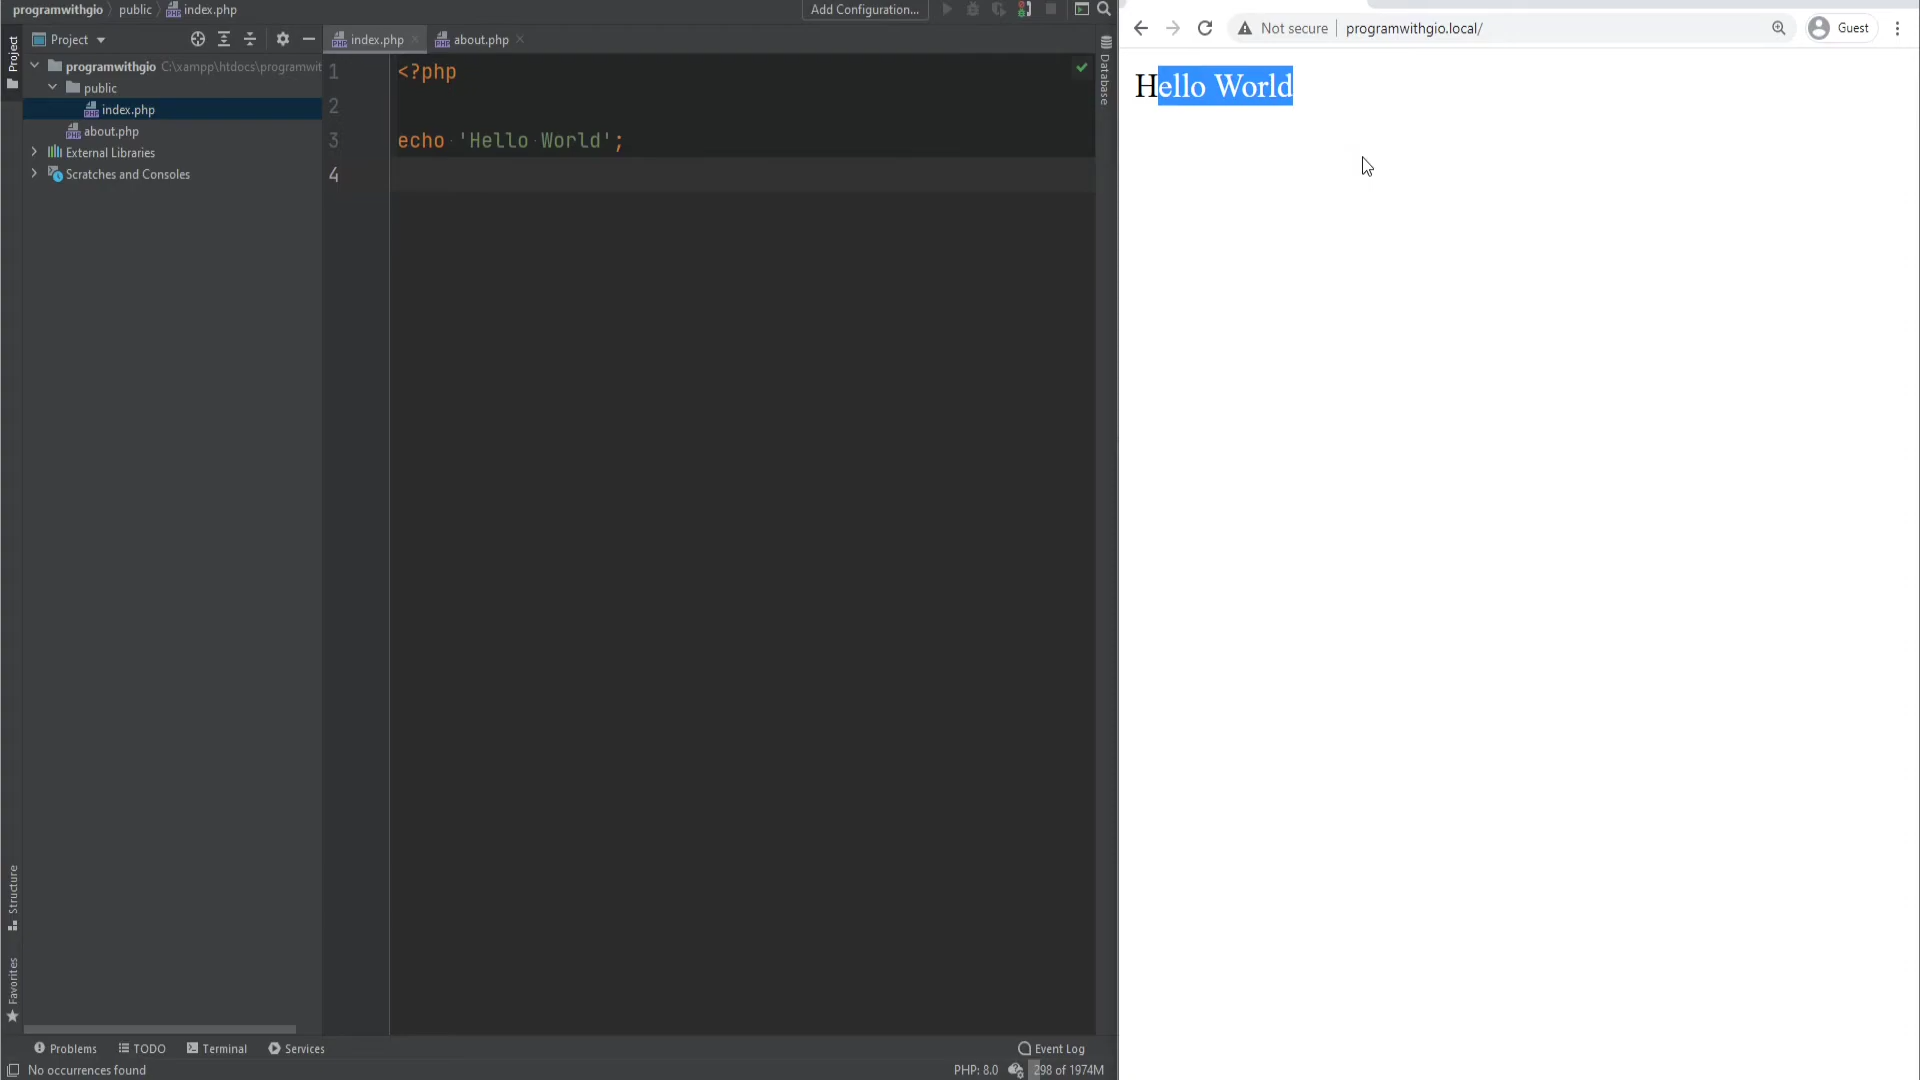 programwithgio 〉 public 〉 index.php
Add Configuration...
Project
Project
programwithgio C:\xampp\htdocs\programwit
public
index.php
about.php
External Libraries
Scratches and Consoles
index.php
about.php
1 <?php
2
3 echo 'Hello World';
4
Database
Structure
Favorites
Problems
TODO
Terminal
Services
Event Log
No occurrences found
PHP: 8.0
298 of 1974M
Not secure
programwithgio.local/
Guest
Hello World